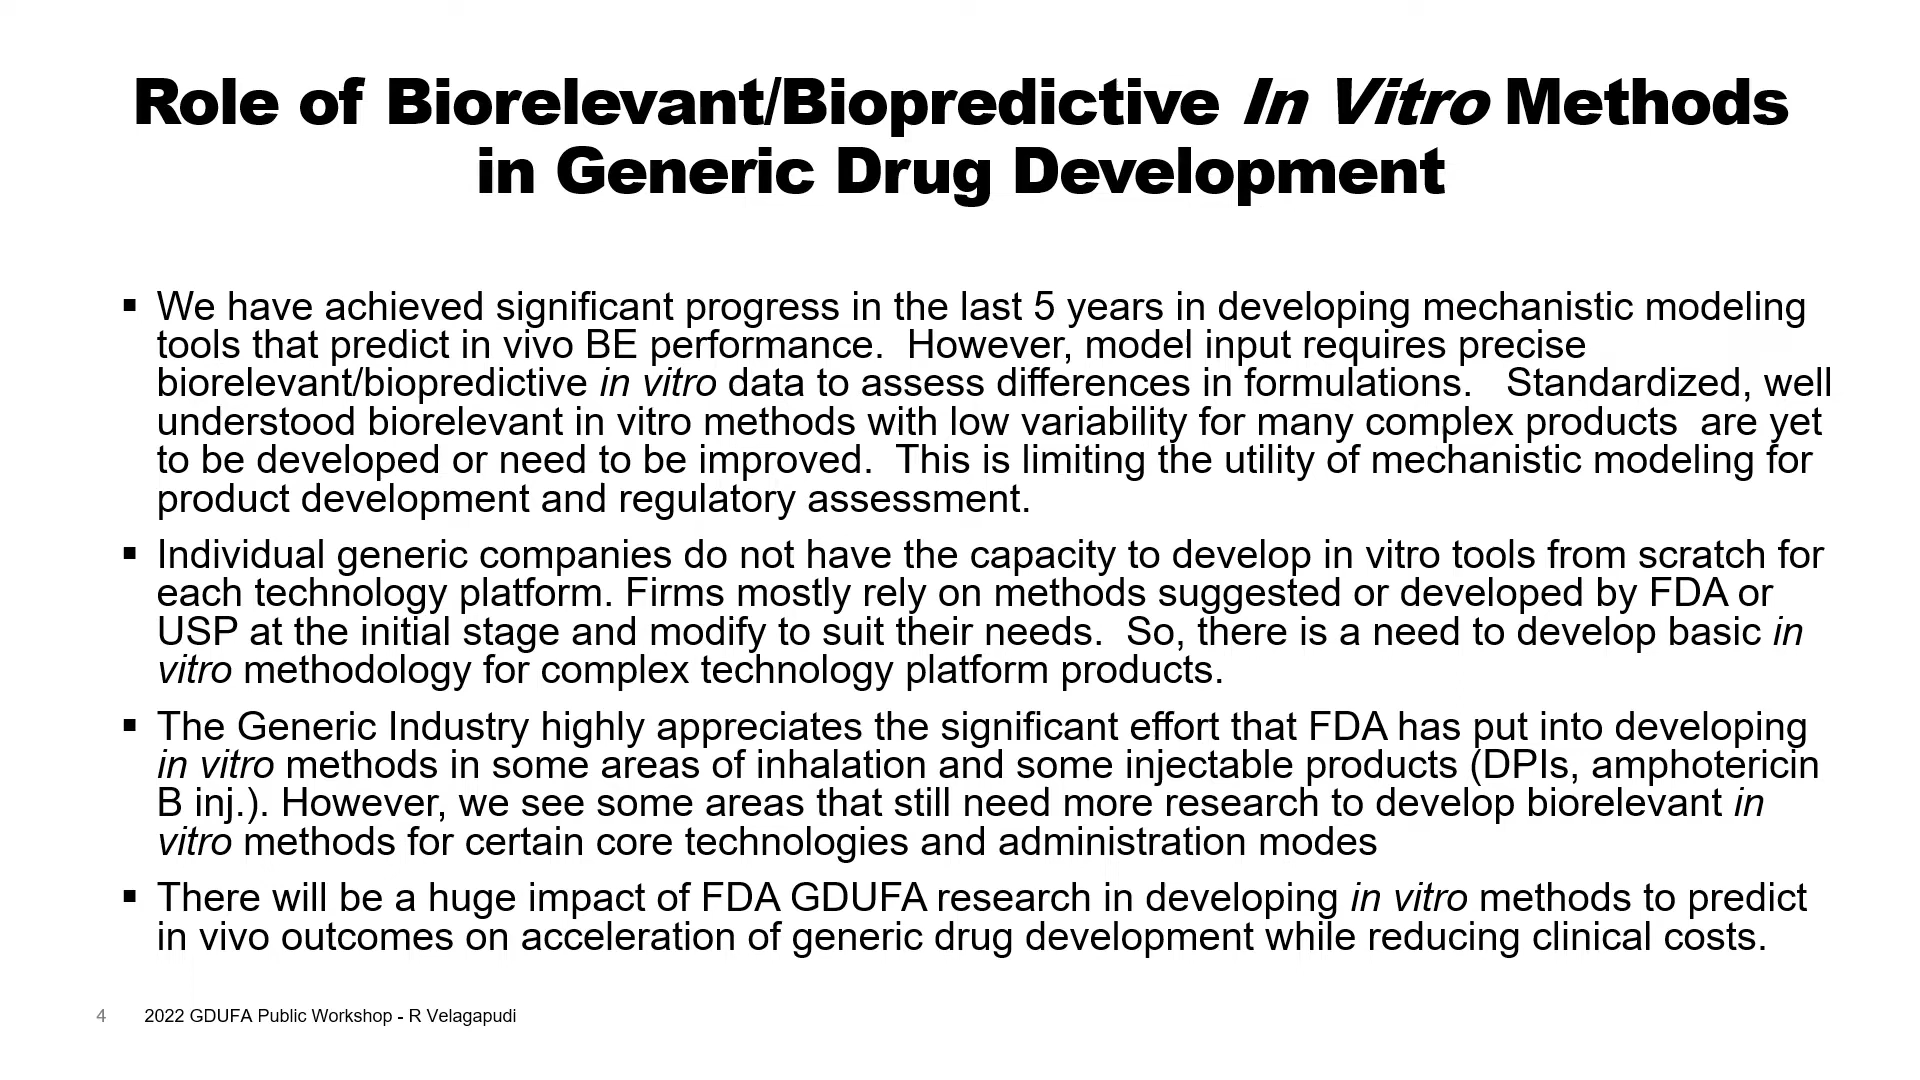 Role of Biorelevant/Biopredictive In Vitro Methods
in Generic Drug Development
▪ We have achieved significant progress in the last 5 years in developing mechanistic modeling
tools that predict in vivo BE performance.  However, model input requires precise
biorelevant/biopredictive in vitro data to assess differences in formulations.   Standardized, well
understood biorelevant in vitro methods with low variability for many complex products  are yet
to be developed or need to be improved.  This is limiting the utility of mechanistic modeling for
product development and regulatory assessment.
▪ Individual generic companies do not have the capacity to develop in vitro tools from scratch for
each technology platform. Firms mostly rely on methods suggested or developed by FDA or
USP at the initial stage and modify to suit their needs.  So, there is a need to develop basic in
vitro methodology for complex technology platform products.
▪ The Generic Industry highly appreciates the significant effort that FDA has put into developing
in vitro methods in some areas of inhalation and some injectable products (DPIs, amphotericin
B inj.). However, we see some areas that still need more research to develop biorelevant in
vitro methods for certain core technologies and administration modes
▪ There will be a huge impact of FDA GDUFA research in developing in vitro methods to predict
in vivo outcomes on acceleration of generic drug development while reducing clinical costs.
4 2022 GDUFA Public Workshop - R Velagapudi